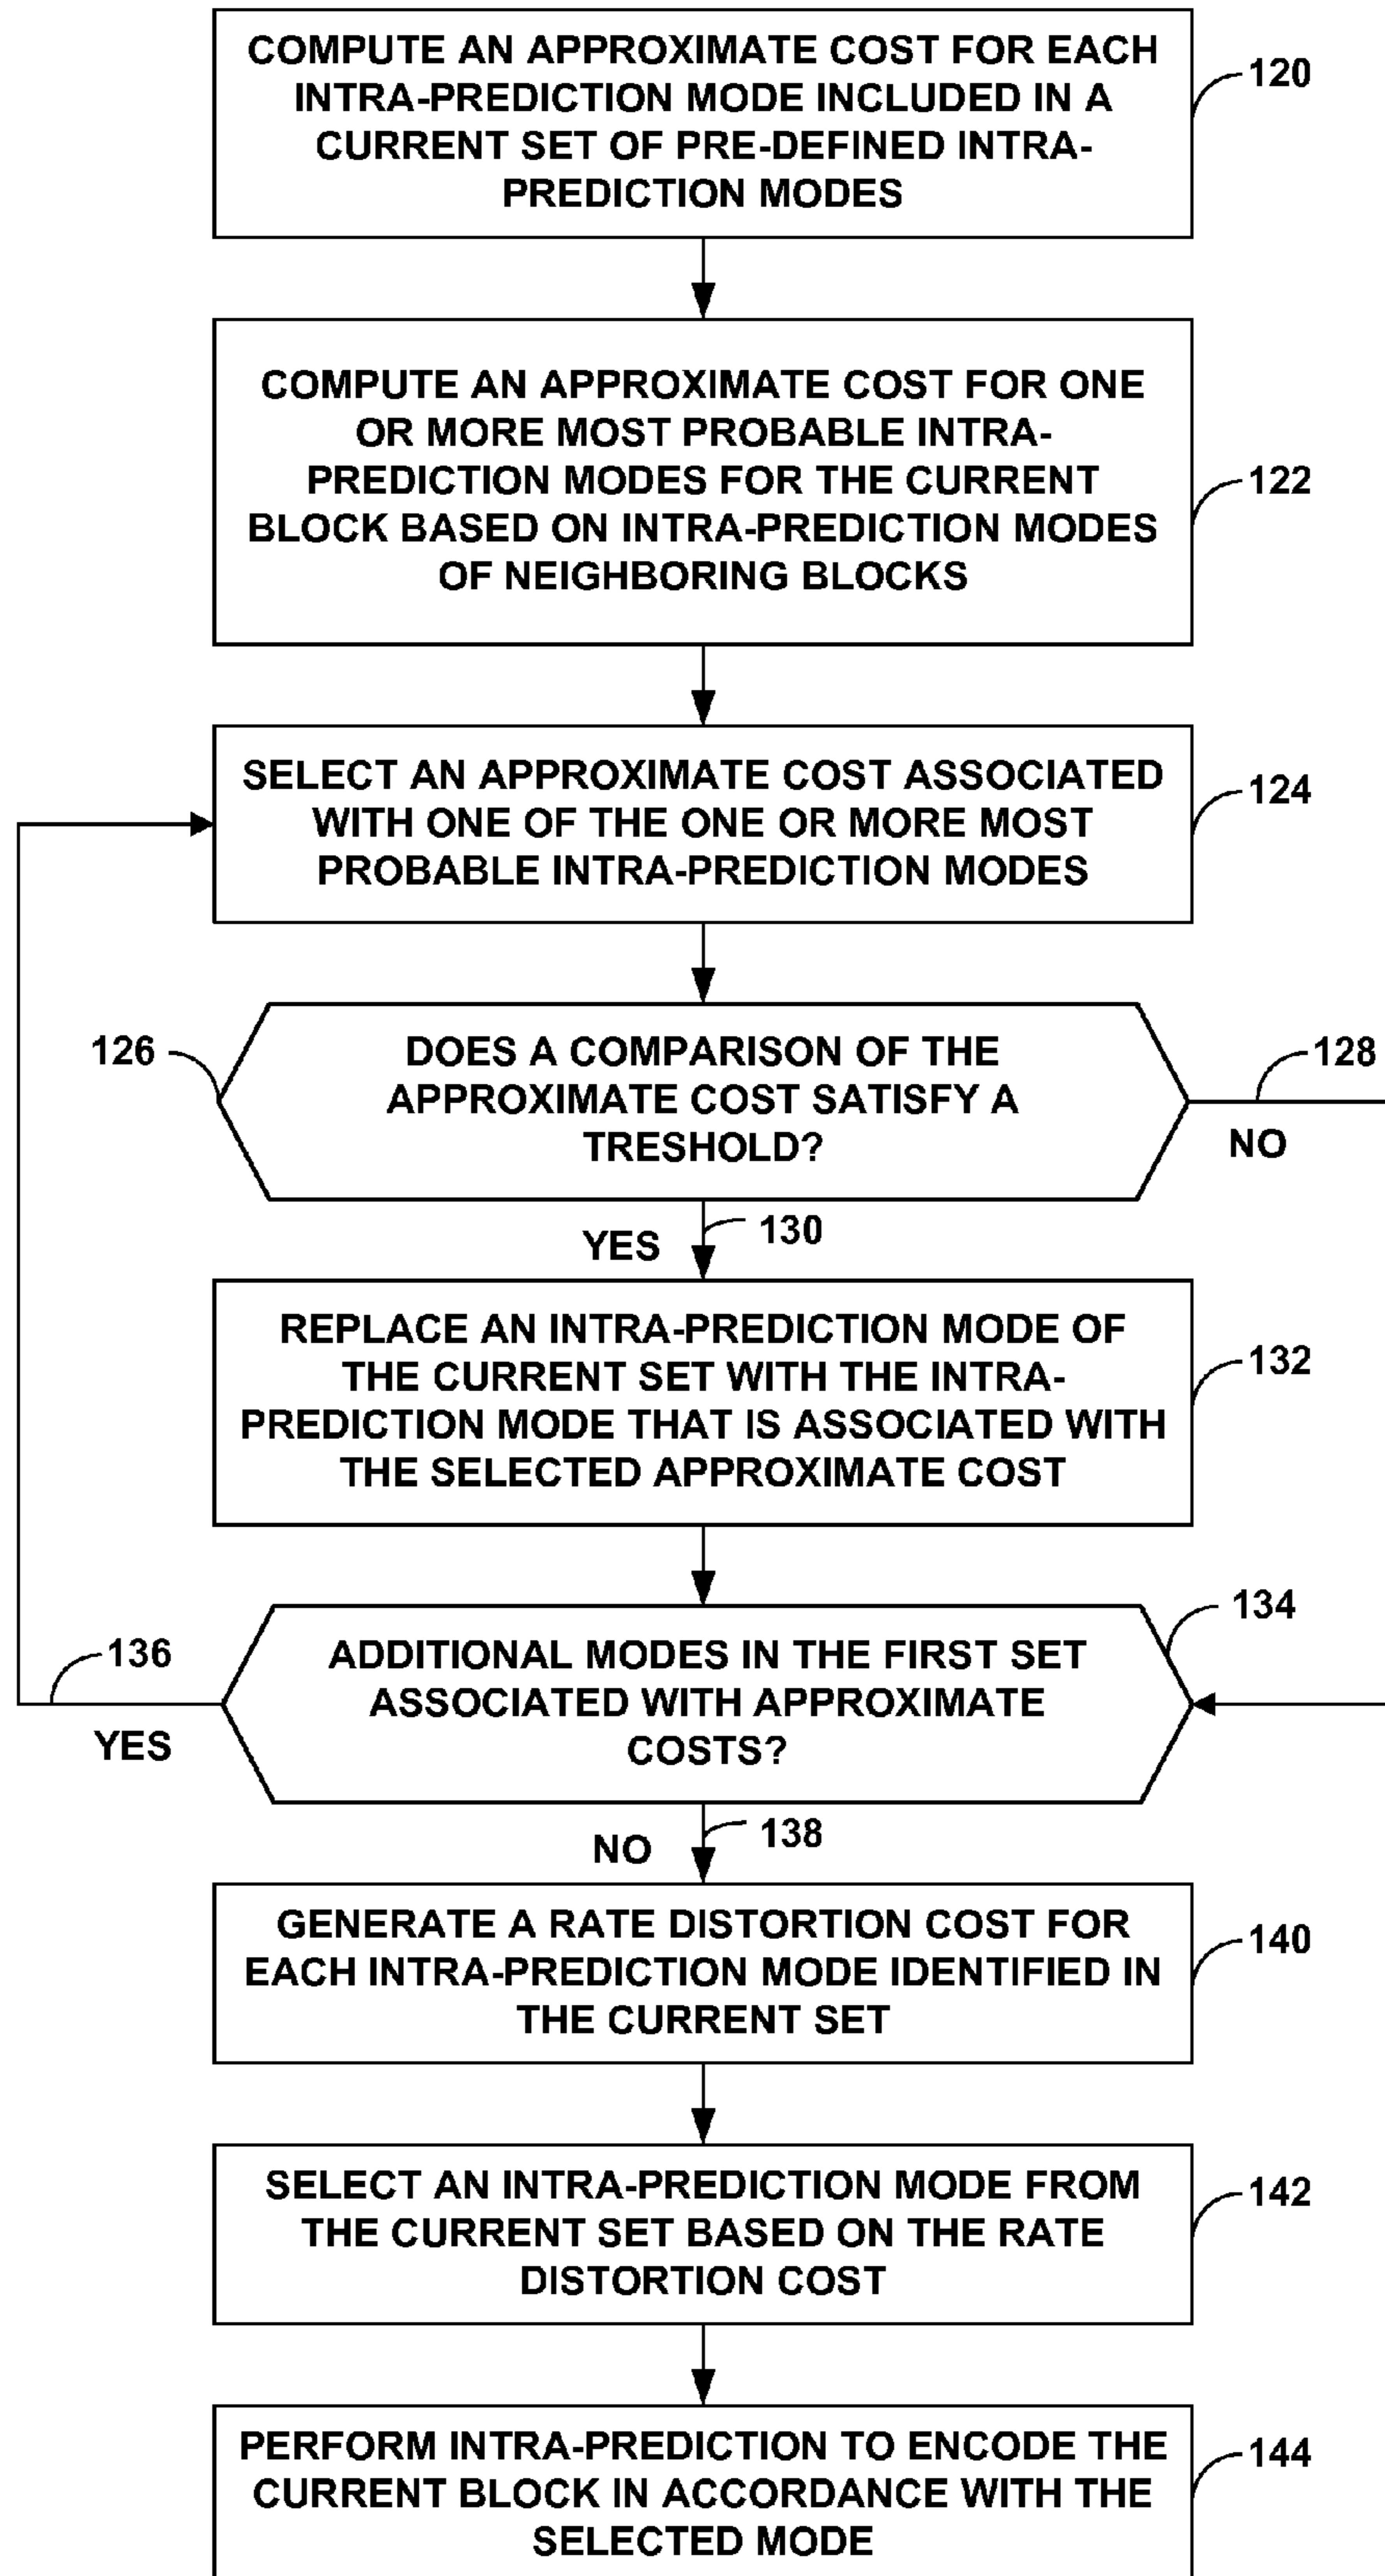 COMPUTE AN APPROXIMATE COST FOR EACH
INTRA-PREDICTION MODE INCLUDED IN A
CURRENT SET OF PRE-DEFINED INTRA-
PREDICTION MODES
120
COMPUTE AN APPROXIMATE COST FOR ONE
OR MORE MOST PROBABLE INTRA-
PREDICTION MODES FOR THE CURRENT
BLOCK BASED ON INTRA-PREDICTION MODES
OF NEIGHBORING BLOCKS
122
SELECT AN APPROXIMATE COST ASSOCIATED
WITH ONE OF THE ONE OR MORE MOST
PROBABLE INTRA-PREDICTION MODES
124
126
DOES A COMPARISON OF THE
APPROXIMATE COST SATISFY A
TRESHOLD?
128
NO
YES
130
REPLACE AN INTRA-PREDICTION MODE OF
THE CURRENT SET WITH THE INTRA-
PREDICTION MODE THAT IS ASSOCIATED WITH
THE SELECTED APPROXIMATE COST
132
134
ADDITIONAL MODES IN THE FIRST SET
ASSOCIATED WITH APPROXIMATE
COSTS?
136
YES
NO
138
GENERATE A RATE DISTORTION COST FOR
EACH INTRA-PREDICTION MODE IDENTIFIED IN
THE CURRENT SET
140
SELECT AN INTRA-PREDICTION MODE FROM
THE CURRENT SET BASED ON THE RATE
DISTORTION COST
142
PERFORM INTRA-PREDICTION TO ENCODE THE
CURRENT BLOCK IN ACCORDANCE WITH THE
SELECTED MODE
144